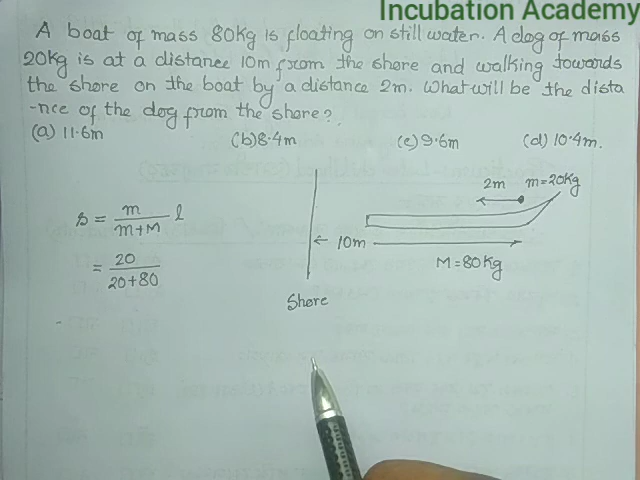 Incubation Academy
A boat of mass 80Kg is floating on still water. A dog of mass
20Kg is at a distance 10m from the shore and walking towards
the shore on the boat by a distance 2m. What will be the dista
-nce of the dog from the shore?
(a) 11.6m (b) 8.4m (c) 9.6m (d) 10.4m.
2m m=20Kg
s = m/(m+M) l
← 10m →
= 20/(20+80)
M=80Kg
Shore